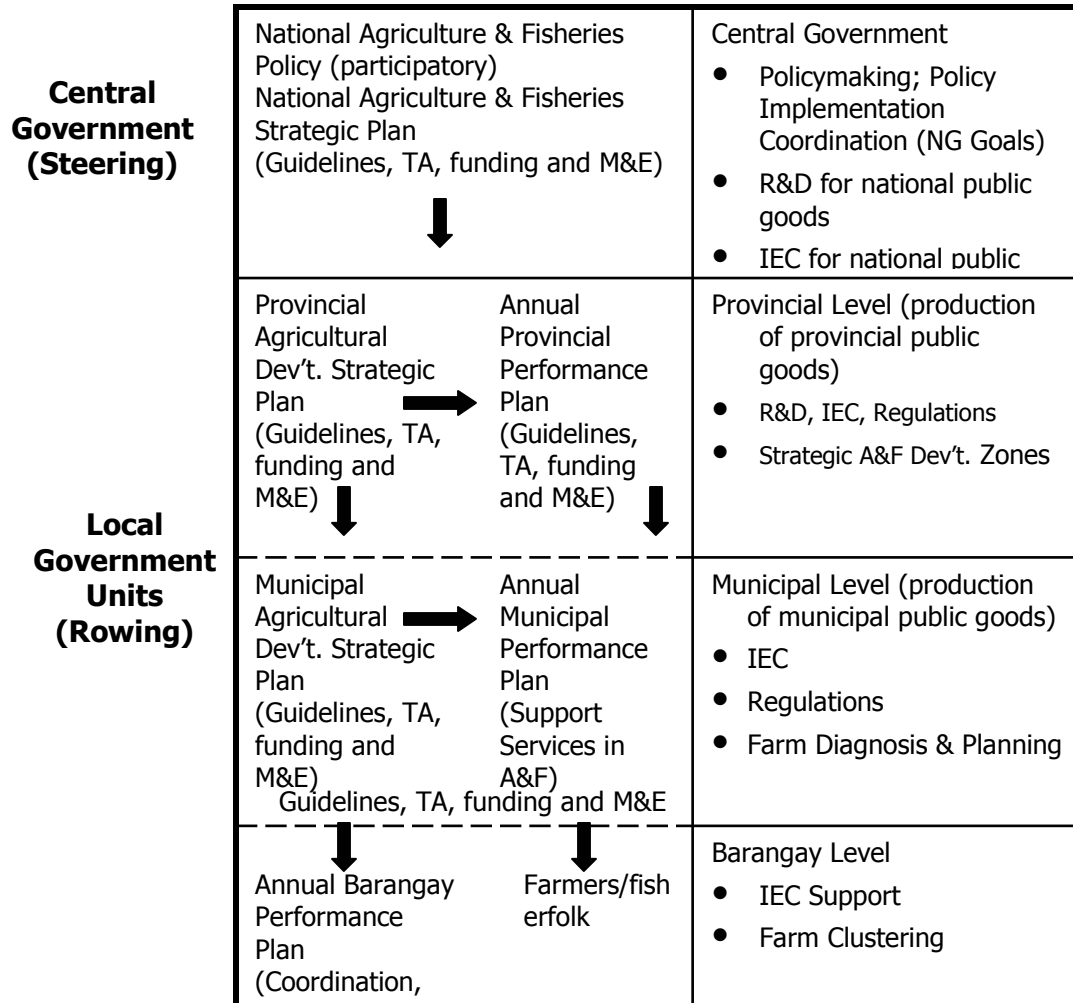 Central
Government
(Steering)
National Agriculture & Fisheries
Policy (participatory)
National Agriculture & Fisheries
Strategic Plan
(Guidelines, TA, funding and M&E)
Central Government
• Policymaking; Policy
Implementation
Coordination (NG Goals)
• R&D for national public
goods
• IEC for national public
Local
Government
Units
(Rowing)
Provincial
Agricultural
Dev't. Strategic
Plan
(Guidelines, TA,
funding and
M&E)
Annual
Provincial
Performance
Plan
(Guidelines,
TA, funding
and M&E)
Provincial Level (production
of provincial public
goods)
• R&D, IEC, Regulations
• Strategic A&F Dev't. Zones
Municipal
Agricultural
Dev't. Strategic
Plan
(Guidelines, TA,
funding and
M&E)
Annual
Municipal
Performance
Plan
(Support
Services in
A&F)
Guidelines, TA, funding and M&E
Municipal Level (production
of municipal public goods)
• IEC
• Regulations
• Farm Diagnosis & Planning
Annual Barangay
Performance
Plan
(Coordination,
Farmers/fish
erfolk
Barangay Level
• IEC Support
• Farm Clustering